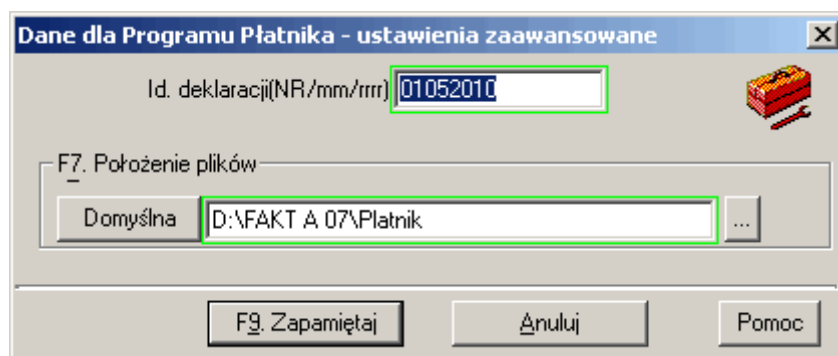 Dane dla Programu Płatnika - ustawienia zaawansowane
Id. deklaracji(NR/mm/rrrr) 01052010
F7. Położenie plików
Domyślna D:\FAKT A 07\Platnik ...
F9. Zapamiętaj Anuluj Pomoc